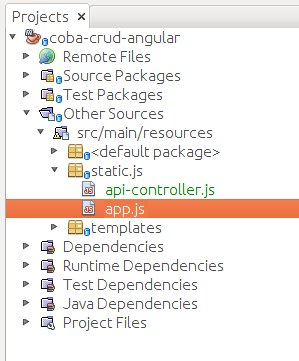 Projects
coba-crud-angular
Remote Files
Source Packages
Test Packages
Other Sources
src/main/resources
<default package>
static.js
api-controller.js
app.js
templates
Dependencies
Runtime Dependencies
Test Dependencies
Java Dependencies
Project Files